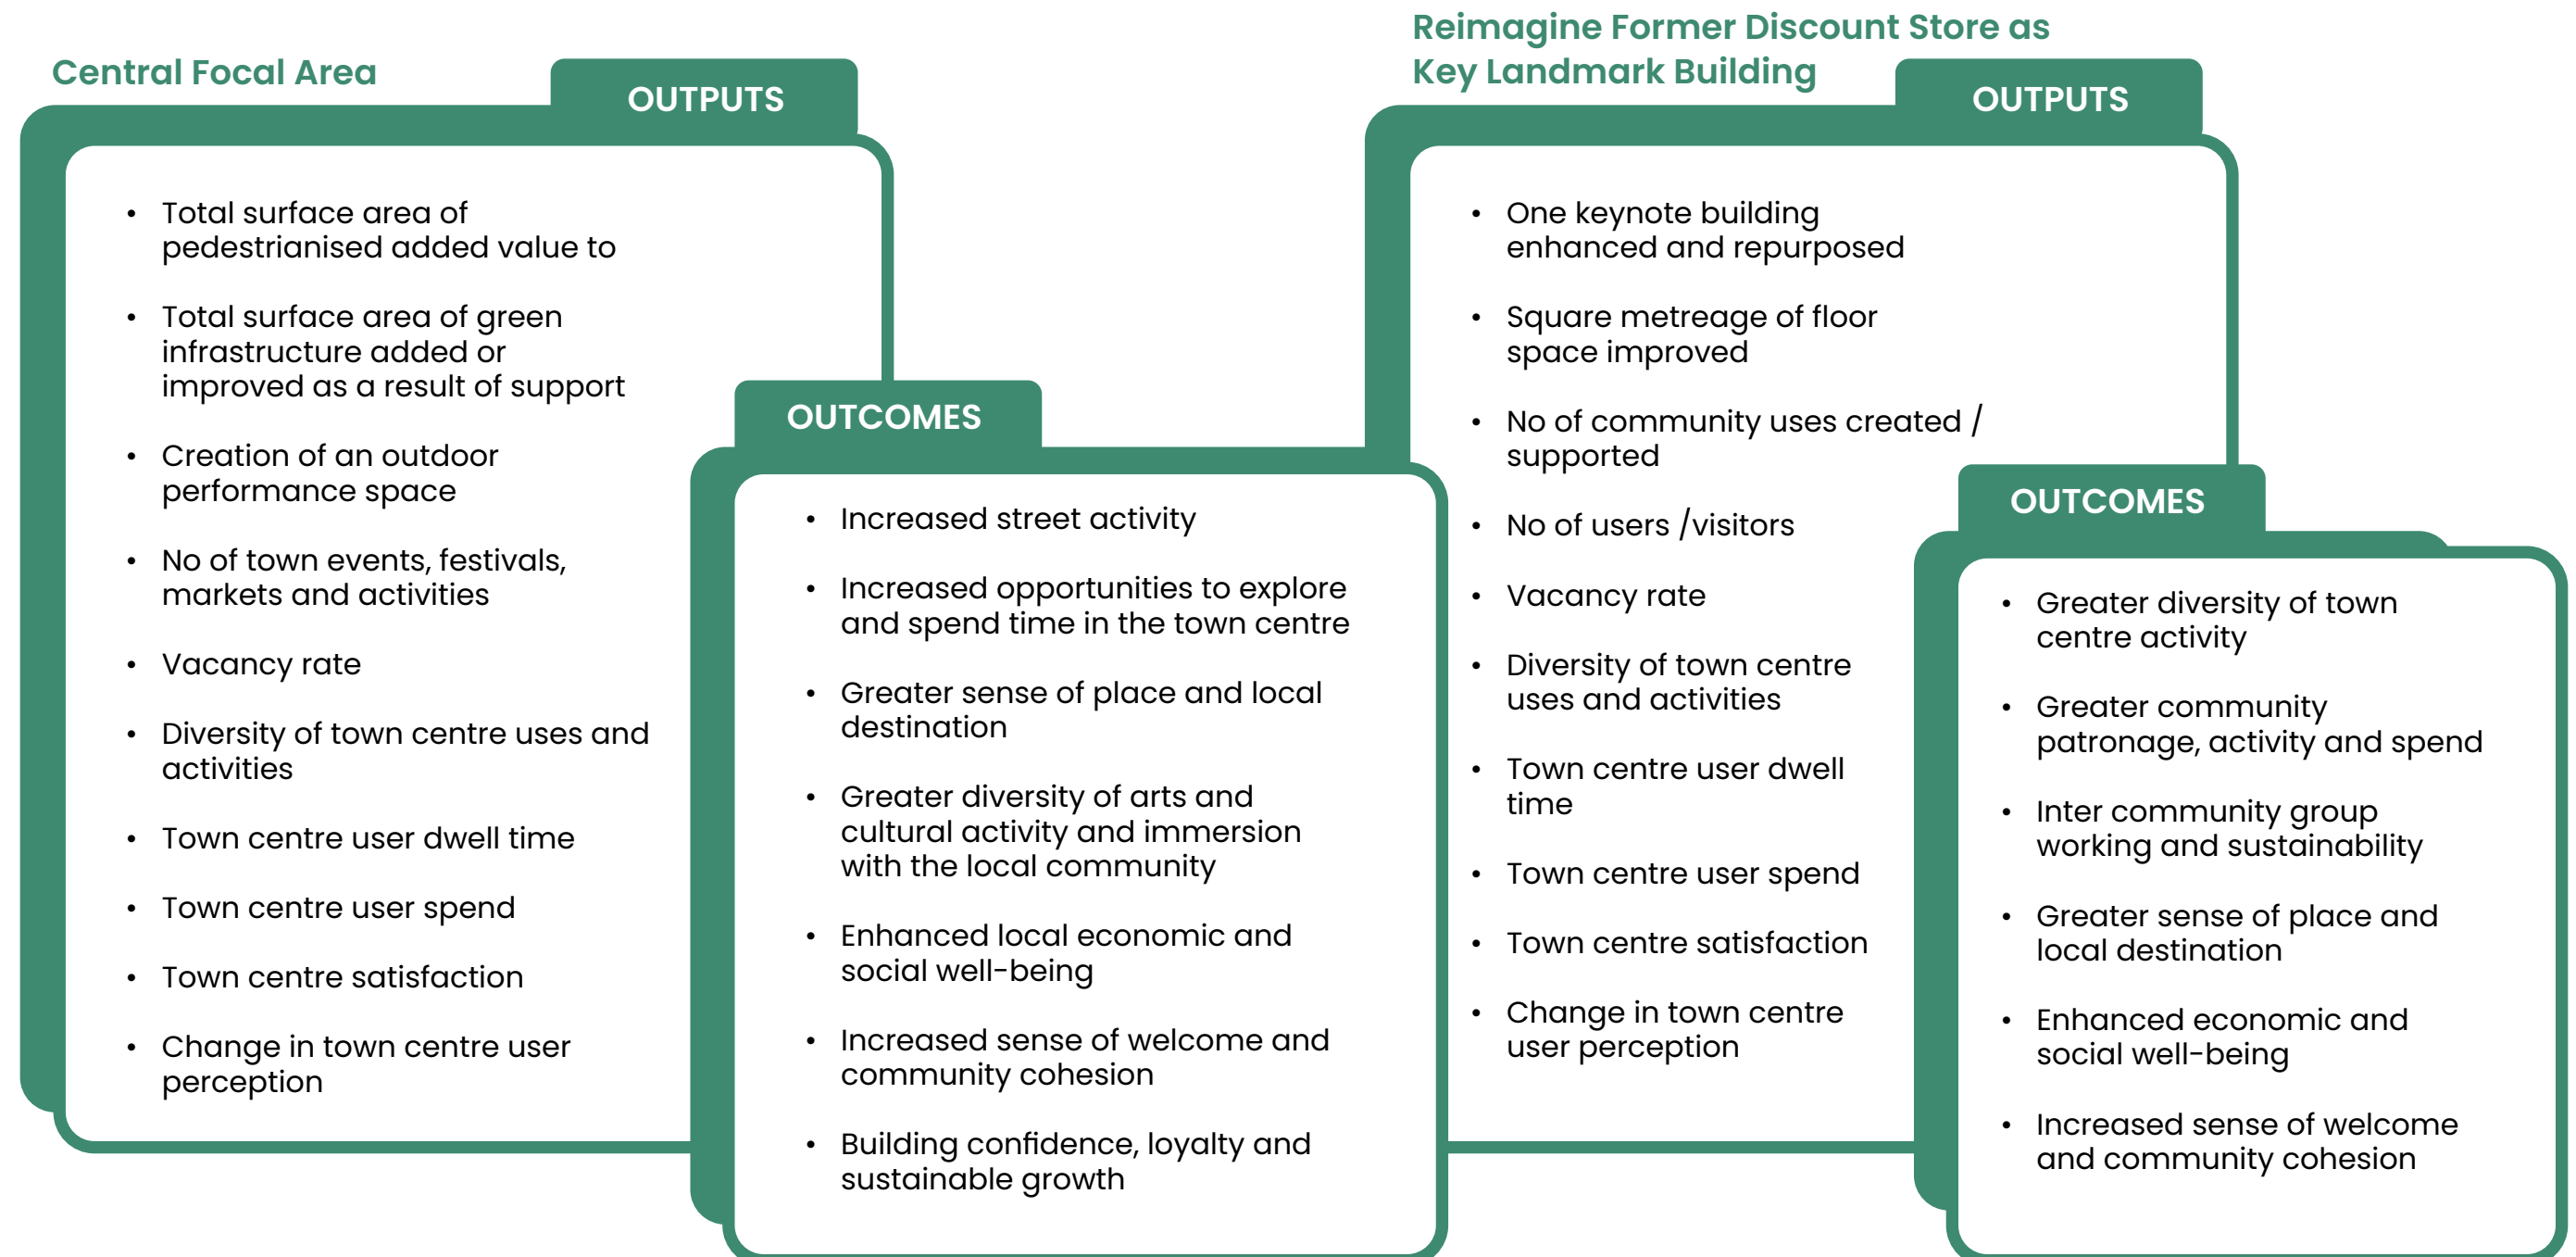 Central Focal Area
OUTPUTS
• Total surface area of
pedestrianised added value to
• Total surface area of green
infrastructure added or
improved as a result of support
• Creation of an outdoor
performance space
• No of town events, festivals,
markets and activities
• Vacancy rate
• Diversity of town centre uses and
activities
• Town centre user dwell time
• Town centre user spend
• Town centre satisfaction
• Change in town centre user
perception
OUTCOMES
• Increased street activity
• Increased opportunities to explore
and spend time in the town centre
• Greater sense of place and local
destination
• Greater diversity of arts and
cultural activity and immersion
with the local community
• Enhanced local economic and
social well-being
• Increased sense of welcome and
community cohesion
• Building confidence, loyalty and
sustainable growth
Reimagine Former Discount Store as
Key Landmark Building
OUTPUTS
• One keynote building
enhanced and repurposed
• Square metreage of floor
space improved
• No of community uses created /
supported
• No of users /visitors
• Vacancy rate
• Diversity of town centre
uses and activities
• Town centre user dwell
time
• Town centre user spend
• Town centre satisfaction
• Change in town centre
user perception
OUTCOMES
• Greater diversity of town
centre activity
• Greater community
patronage, activity and spend
• Inter community group
working and sustainability
• Greater sense of place and
local destination
• Enhanced economic and
social well-being
• Increased sense of welcome
and community cohesion